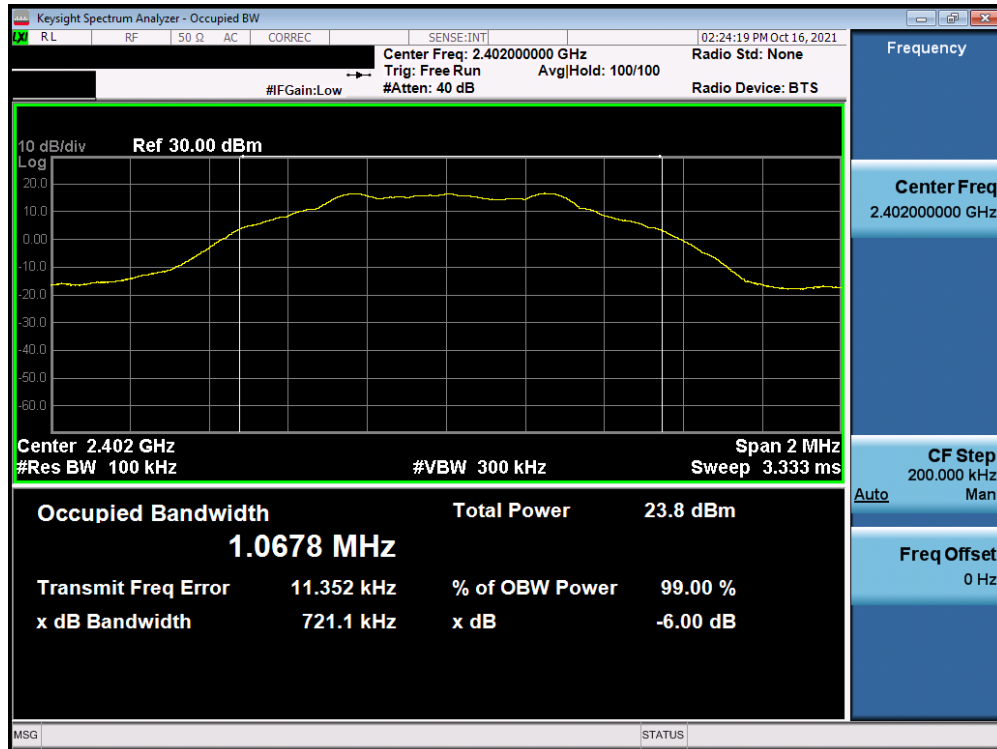 Keysight Spectrum Analyzer - Occupied BW
LXI RL RF 50 Ω AC CORREC SENSE:INT 02:24:19 PM Oct 16, 2021
Center Freq: 2.402000000 GHz Radio Std: None
Trig: Free Run Avg|Hold: 100/100
#IFGain:Low #Atten: 40 dB Radio Device: BTS
10 dB/div Ref 30.00 dBm
Log
20.0
10.0
0.00
-10.0
-20.0
-30.0
-40.0
-50.0
-60.0
Center 2.402 GHz Span 2 MHz
#Res BW 100 kHz #VBW 300 kHz Sweep 3.333 ms
Occupied Bandwidth Total Power 23.8 dBm
1.0678 MHz
Transmit Freq Error 11.352 kHz % of OBW Power 99.00 %
x dB Bandwidth 721.1 kHz x dB -6.00 dB
MSG STATUS
Frequency
Center Freq
2.402000000 GHz
CF Step
200.000 kHz
Auto Man
Freq Offset
0 Hz